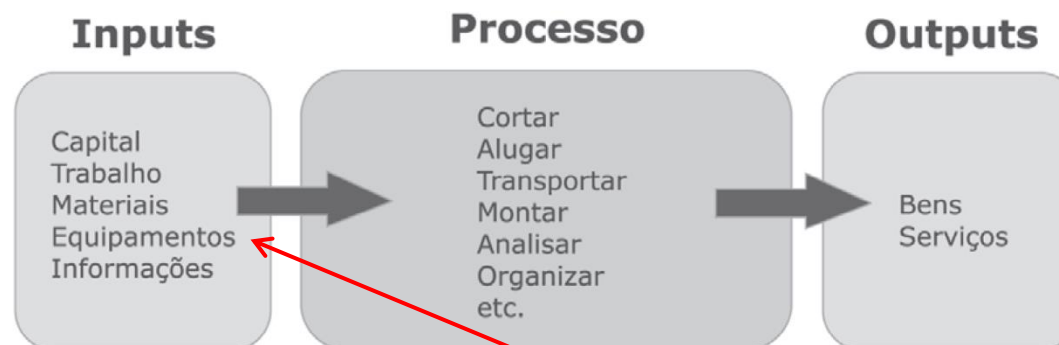 Inputs
Processo
Outputs
Capital
Trabalho
Materiais
Equipamentos
Informações
Cortar
Alugar
Transportar
Montar
Analisar
Organizar
etc.
Bens
Serviços